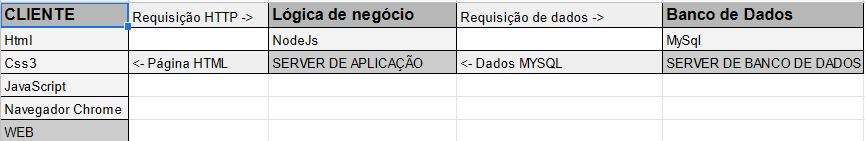 CLIENTE Requisição HTTP -> Lógica de negócio Requisição de dados -> Banco de Dados
Html NodeJs MySql
Css3 <- Página HTML SERVER DE APLICAÇÃO <- Dados MYSQL SERVER DE BANCO DE DADOS
JavaScript
Navegador Chrome
WEB